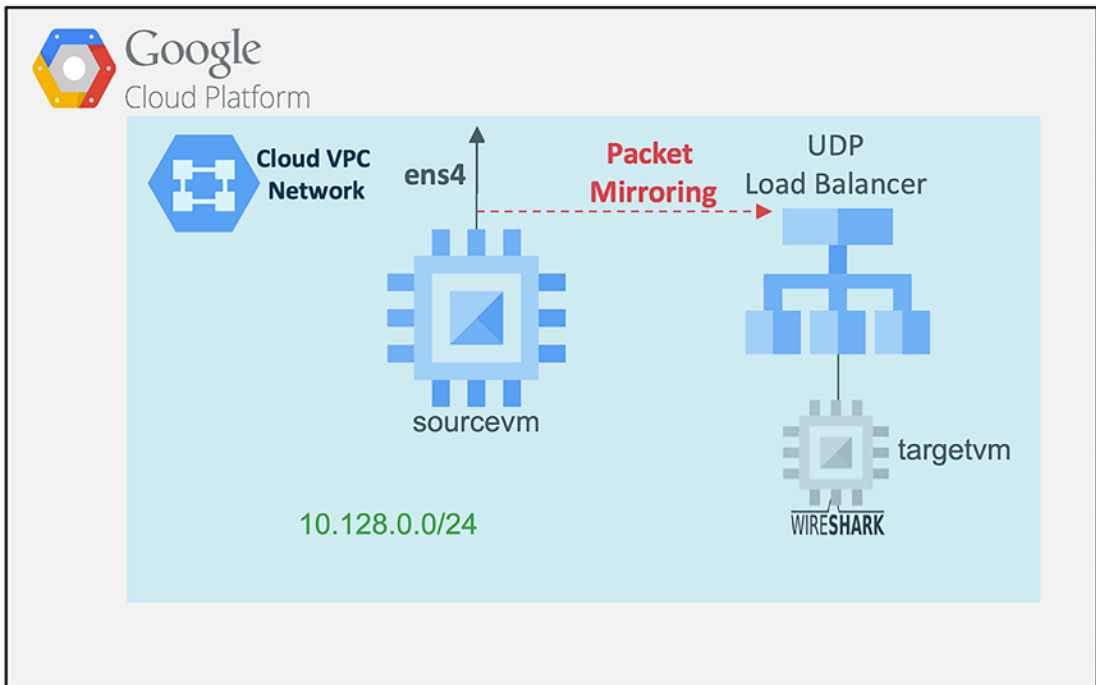 Google
Cloud Platform
Cloud VPC
Network
ens4
Packet
Mirroring
UDP
Load Balancer
sourcevm
targetvm
WIRESHARK
10.128.0.0/24